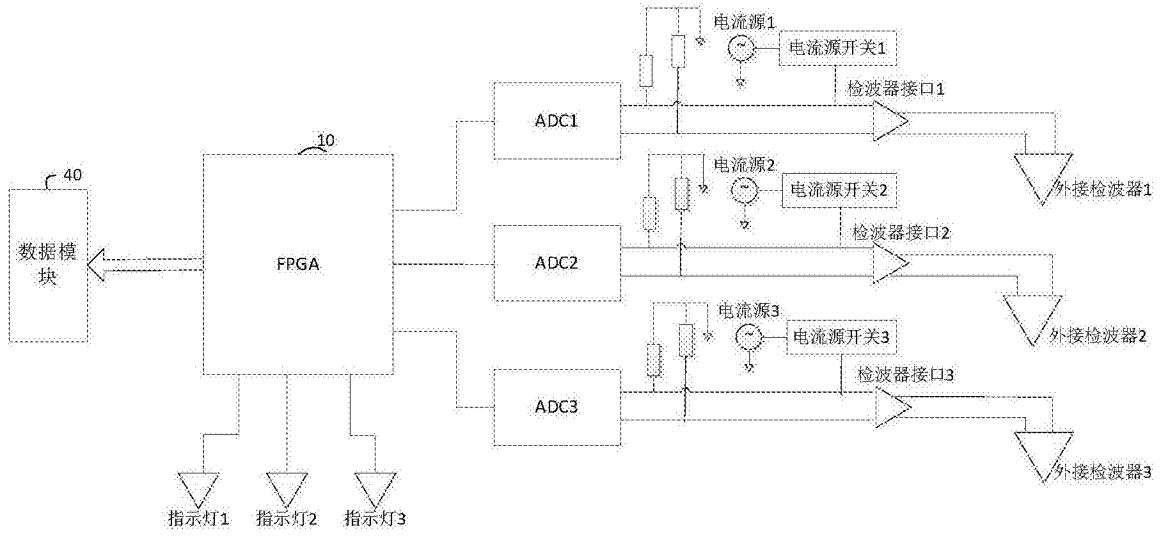 电流源1
电流源开关1
检波器接口1
ADC1
外接检波器1
10
40
数据模
块
FPGA
电流源2
电流源开关2
检波器接口2
ADC2
外接检波器2
电流源3
电流源开关3
检波器接口3
ADC3
外接检波器3
指示灯1
指示灯2
指示灯3